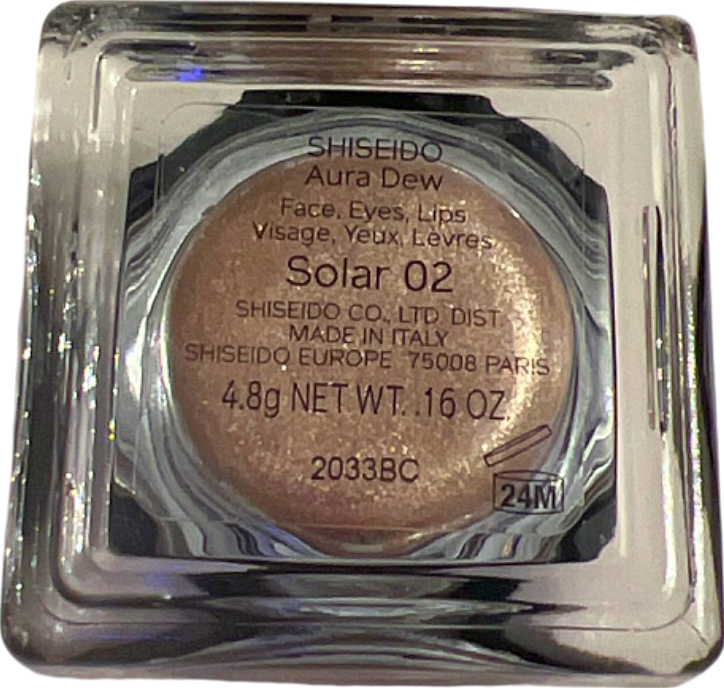 SHISEIDO
Aura Dew
Face, Eyes, Lips
Visage, Yeux, Lèvres
Solar 02
SHISEIDO CO., LTD. DIST.
MADE IN ITALY
SHISEIDO EUROPE 75008 PARIS
4.8g NET WT. .16 OZ.
2033BC
24M